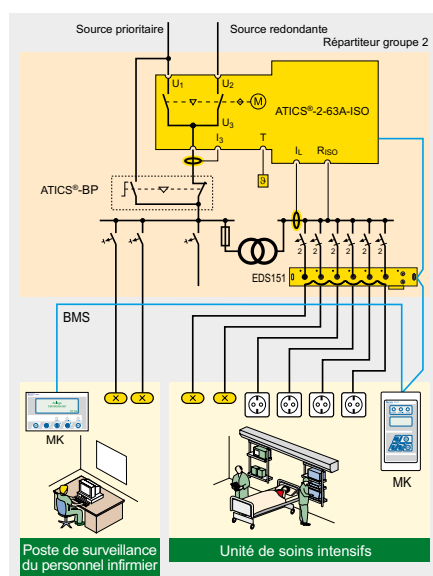 Source prioritaire
Source redondante
Répartiteur groupe 2
U1
U2
M
ATICS®-2-63A-ISO
U3
I3
T
IL
RISO
ϑ
ATICS®-BP
2 2 2 2 2 2
EDS151
BMS
MK
MK
Poste de surveillance
du personnel infirmier
Unité de soins intensifs